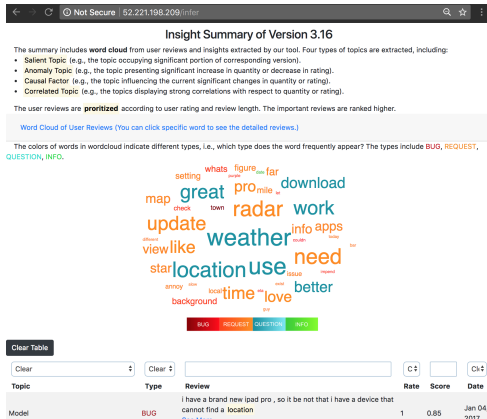 Not Secure | 52.221.198.209/infer
Insight Summary of Version 3.16
The summary includes word cloud from user reviews and insights extracted by our tool. Four types of topics are extracted, including:
• Salient Topic (e.g., the topic occupying significant portion of corresponding version).
• Anomaly Topic (e.g., the topic presenting significant increase in quantity or decrease in rating).
• Causal Factor (e.g., the topic influencing the current significant changes in quantity or rating).
• Correlated Topic (e.g., the topics displaying strong correlations with respect to quantity or rating).
The user reviews are proritized according to user rating and review length. The important reviews are ranked higher.
Word Cloud of User Reviews (You can click specific word to see the detailed reviews.)
The colors of words in wordcloud indicate different types, i.e., which type does the word frequently appear? The types include BUG, REQUEST,
QUESTION, INFO.
whats figure far
setting
great pro mile download
map
check town radar work
update info apps
weather
view like need
star location use issue
annoy better
local time love
background
BUG REQUEST QUESTION INFO
Clear Table
Clear Clear
Topic Type Review Rate Score Date
i have a brand new ipad pro , so it be not that i have a device that
Model BUG cannot find a location 1 0.85 Jan 04
2017